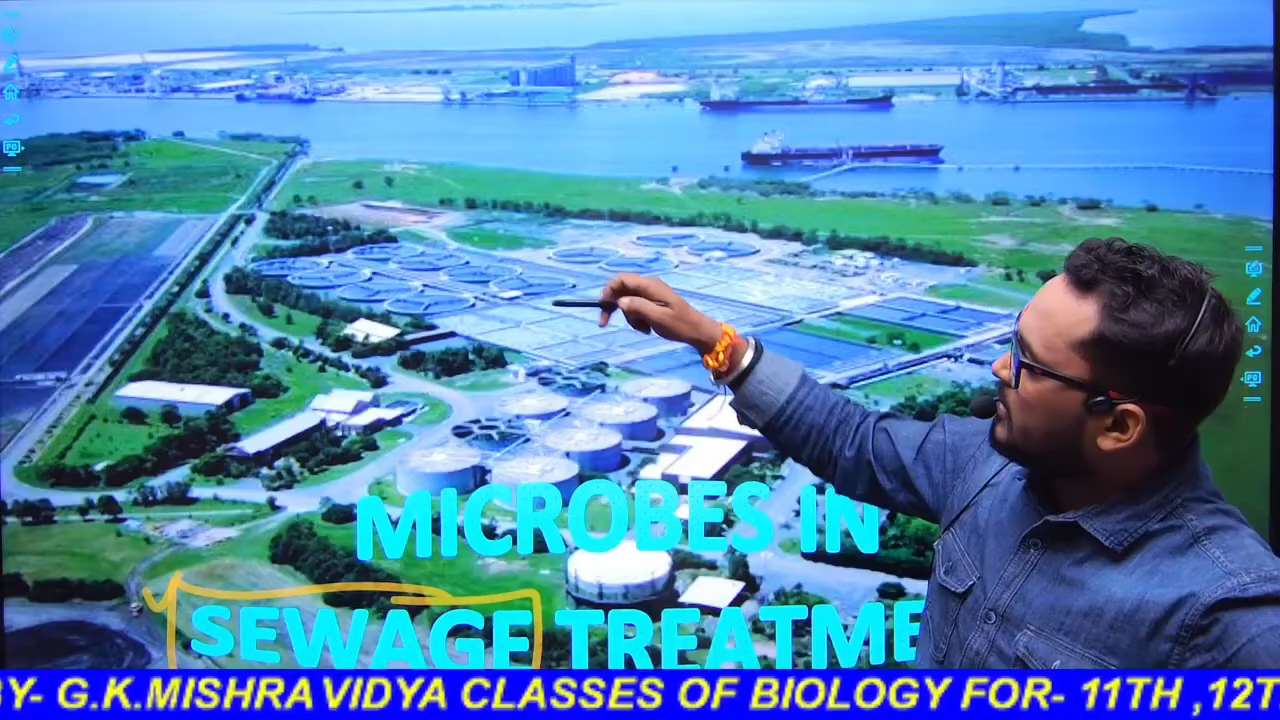 MICROBES IN
SEWAGE TREATME
BY- G.K.MISHRA VIDYA CLASSES OF BIOLOGY FOR- 11TH ,12T